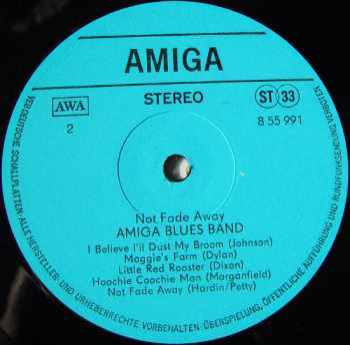 AMIGA
STEREO
AWA
2
ST 33
8 55 991
Not Fade Away
AMIGA BLUES BAND
I Believe I'll Dust My Broom (Johnson)
Maggie's Farm (Dylan)
Little Red Rooster (Dixon)
Hoochie Coochie Man (Morganfield)
Not Fade Away (Hardin/Petty)
VEB DEUTSCHE SCHALLPLATTEN · ALLE HERSTELLER- UND URHEBERRECHTE VORBEHALTEN ÜBERSPIELUNG, ÖFFENTLICHE AUFFÜHRUNG UND RUNDFUNKSENDUNG VERBOTEN